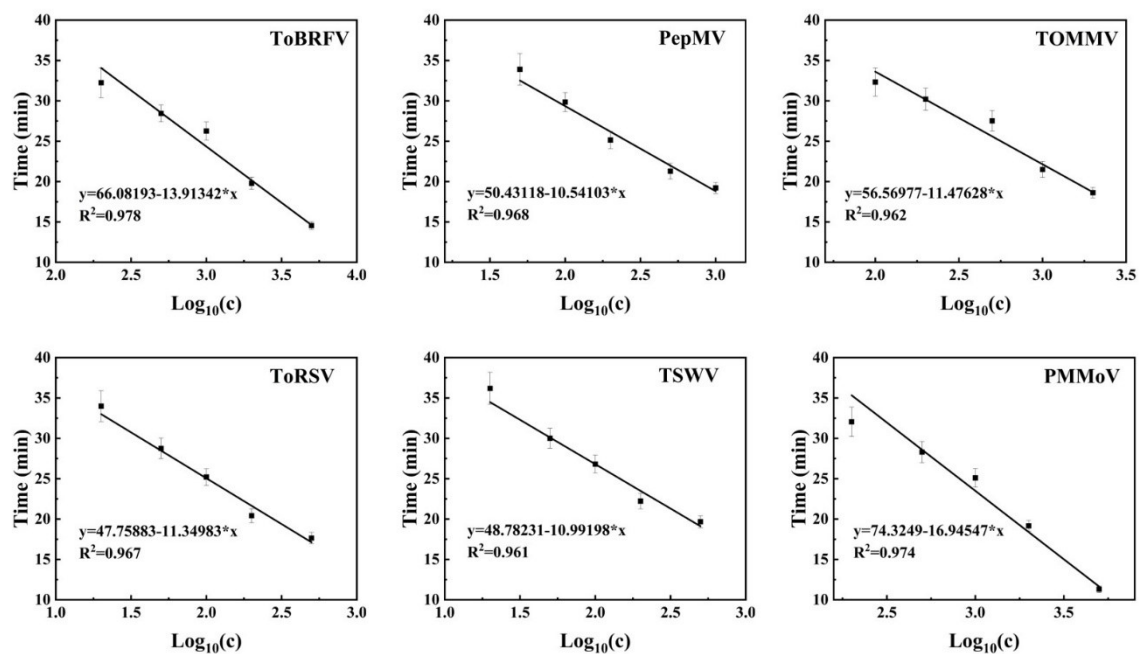 ToBRFV
Time (min)
40
35
30
25
20
15
10
y=66.08193-13.91342*x
R²=0.978
2.0 2.5 3.0 3.5 4.0
Log₁₀(c)
PepMV
Time (min)
40
35
30
25
20
15
10
y=50.43118-10.54103*x
R²=0.968
1.5 2.0 2.5 3.0
Log₁₀(c)
TOMMV
Time (min)
40
35
30
25
20
15
10
y=56.56977-11.47628*x
R²=0.962
2.0 2.5 3.0 3.5
Log₁₀(c)
ToRSV
Time (min)
40
35
30
25
20
15
10
y=47.75883-11.34983*x
R²=0.967
1.0 1.5 2.0 2.5 3.0
Log₁₀(c)
TSWV
Time (min)
40
35
30
25
20
15
10
y=48.78231-10.99198*x
R²=0.961
1.0 1.5 2.0 2.5 3.0
Log₁₀(c)
PMMoV
Time (min)
40
35
30
25
20
15
10
y=74.3249-16.94547*x
R²=0.974
2.5 3.0 3.5
Log₁₀(c)